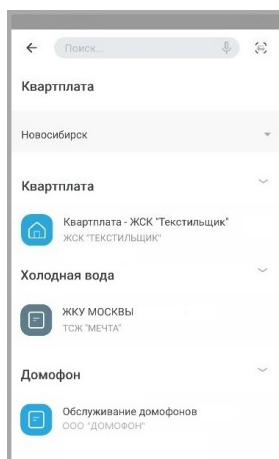 Поиск...
Квартплата
Новосибирск
Квартплата
Квартплата - ЖСК "Текстильщик"
ЖСК "ТЕКСТИЛЬЩИК"
Холодная вода
ЖКУ МОСКВЫ
ТСЖ "МЕЧТА"
Домофон
Обслуживание домофонов
ООО "ДОМОФОН"